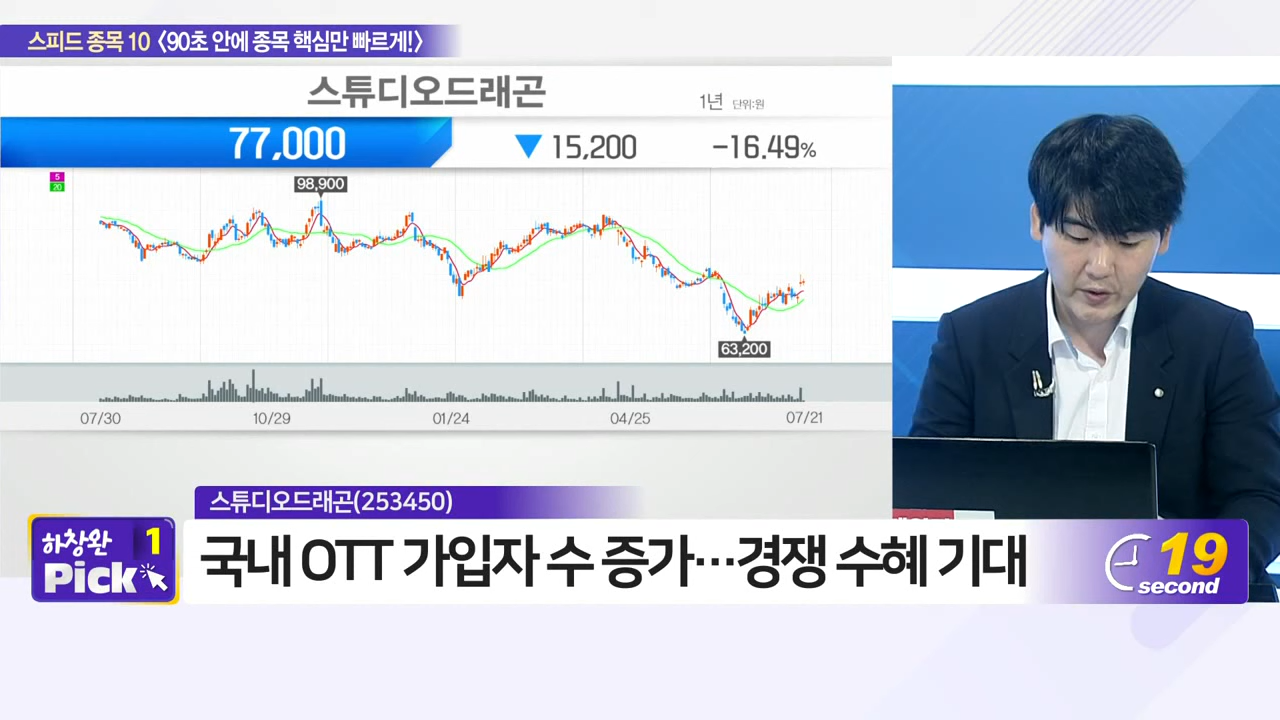 스피드 종목 10 <90초 안에 종목 핵심만 빠르게!>
스튜디오드래곤
1년 단위:원
77,000 ▼ 15,200 -16.49%
5
20
98,900
63,200
07/30 10/29 01/24 04/25 07/21
스튜디오드래곤(253450)
하창완 1
Pick
국내 OTT 가입자 수 증가…경쟁 수혜 기대
19
second